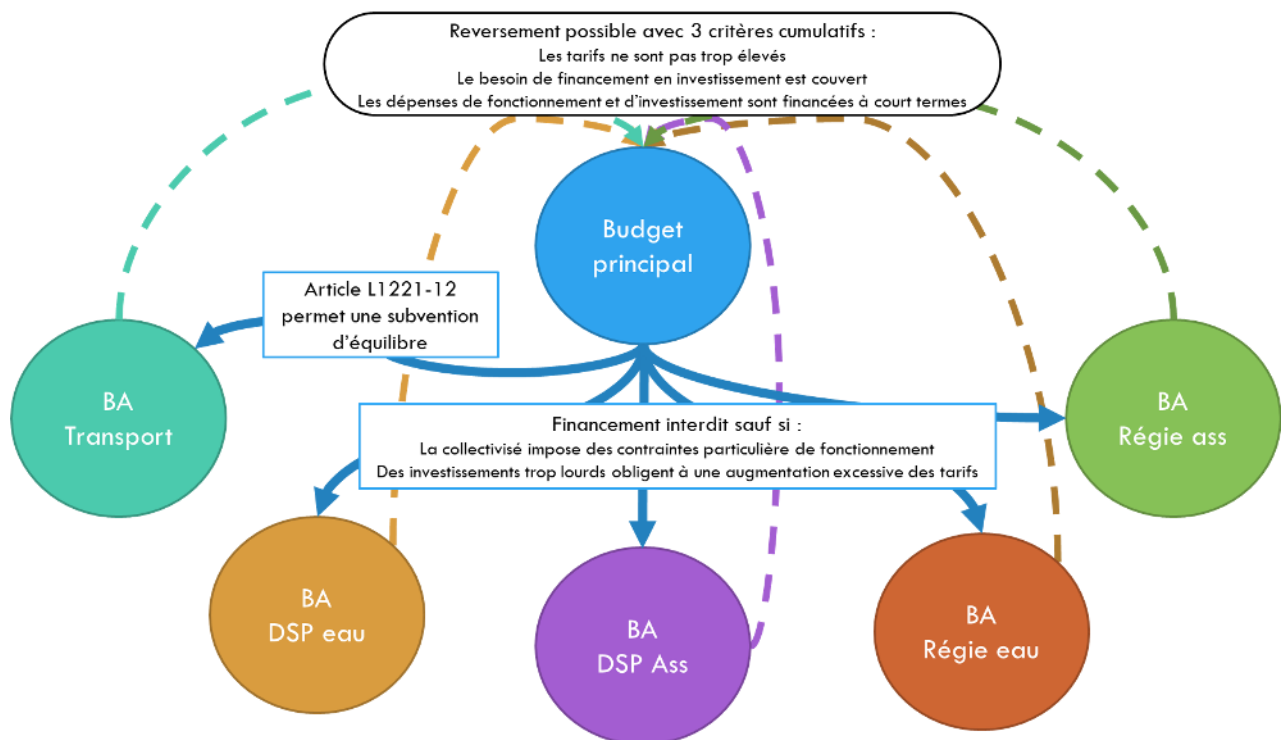 Reversement possible avec 3 critères cumulatifs :
Les tarifs ne sont pas trop élevés
Le besoin de financement en investissement est couvert
Les dépenses de fonctionnement et d'investissement sont financées à court termes
Budget
principal
Article L1221-12
permet une subvention
d'équilibre
BA
Transport
BA
Régie ass
Financement interdit sauf si :
La collectivisé impose des contraintes particulière de fonctionnement
Des investissements trop lourds obligent à une augmentation excessive des tarifs
BA
DSP eau
BA
DSP Ass
BA
Régie eau